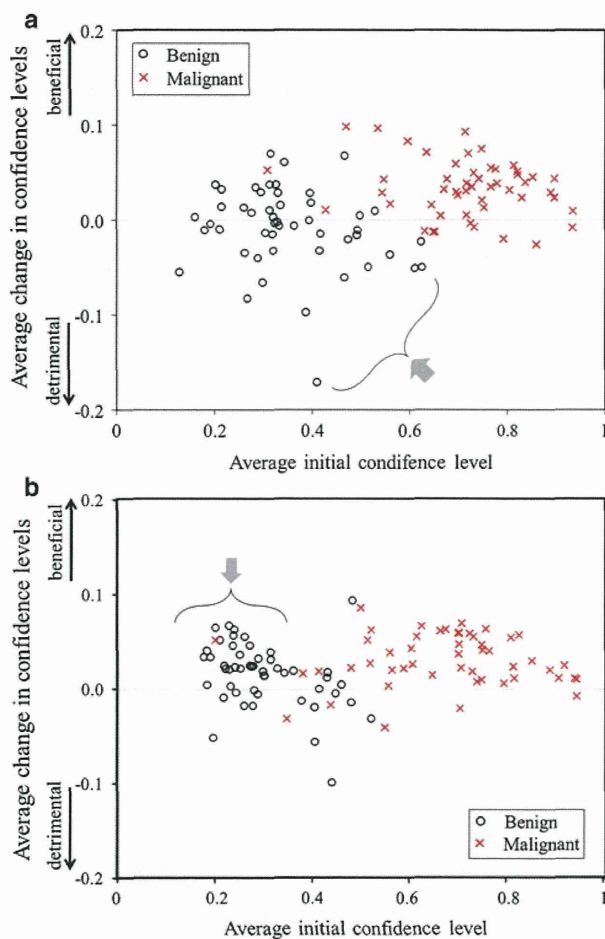 a
Average change in confidence levels
beneficial
detrimental
0.2
0.1
0.0
-0.1
-0.2
Benign
Malignant
0
0.2
0.4
0.6
0.8
1
Average initial condifence level
b
Average change in confidence levels
beneficial
detrimental
0.2
0.1
0.0
-0.1
-0.2
Benign
Malignant
0
0.2
0.4
0.6
0.8
1
Average initial confidence level